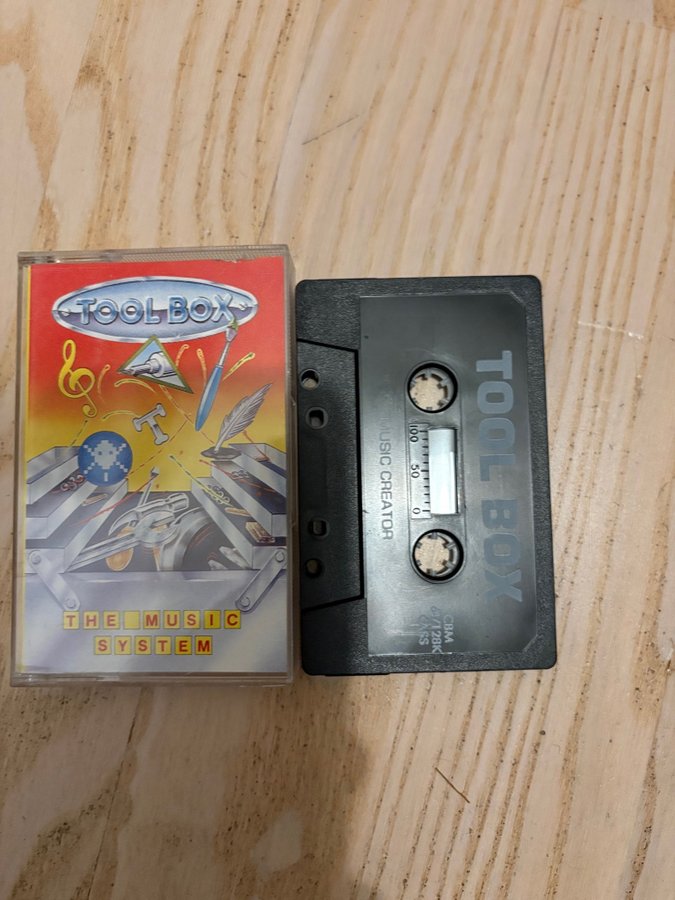 TOOL BOX
THE MUSIC
SYSTEM
TOOL BOX
100 50 0
MUSIC CREATOR
CBM
64/128K
CASS